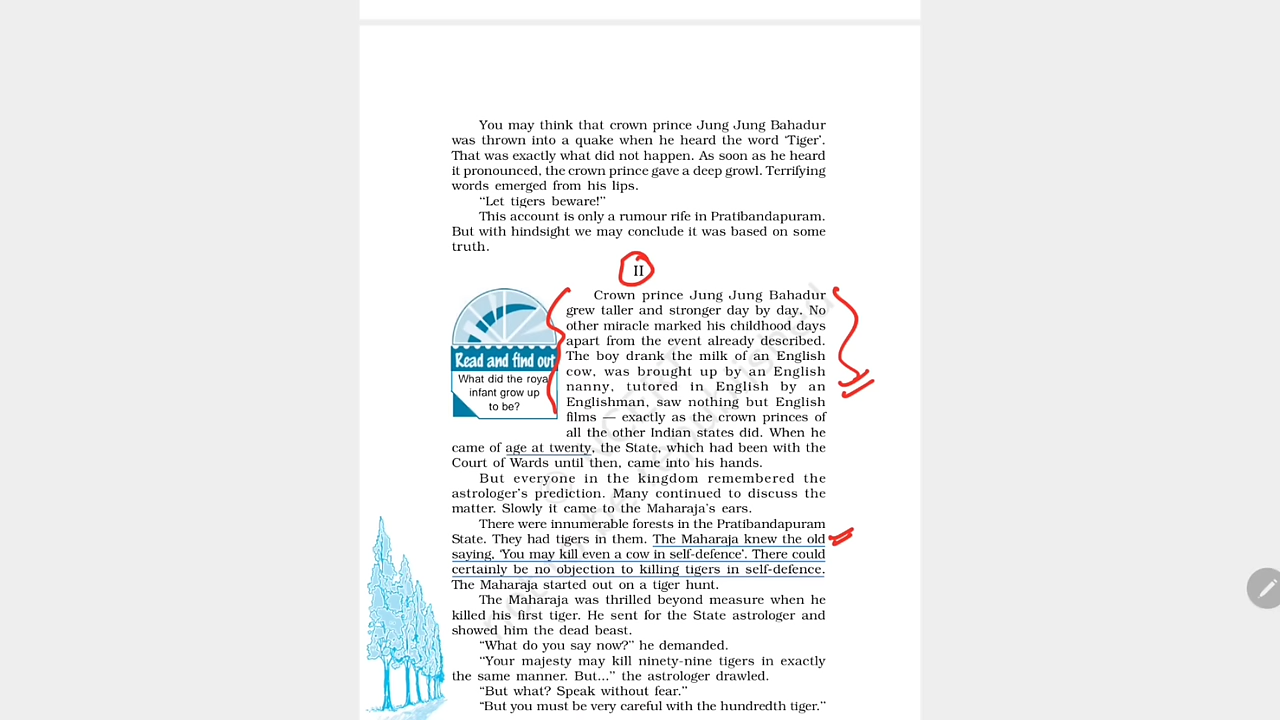 You may think that crown prince Jung Jung Bahadur
was thrown into a quake when he heard the word ‘Tiger’.
That was exactly what did not happen. As soon as he heard
it pronounced, the crown prince gave a deep growl. Terrifying
words emerged from his lips.
“Let tigers beware!”
This account is only a rumour rife in Pratibandapuram.
But with hindsight we may conclude it was based on some
truth.
II
Read and find out
What did the royal
infant grow up
to be?
Crown prince Jung Jung Bahadur
grew taller and stronger day by day. No
other miracle marked his childhood days
apart from the event already described.
The boy drank the milk of an English
cow, was brought up by an English
nanny, tutored in English by an
Englishman, saw nothing but English
films — exactly as the crown princes of
all the other Indian states did. When he
came of age at twenty, the State, which had been with the
Court of Wards until then, came into his hands.
But everyone in the kingdom remembered the
astrologer’s prediction. Many continued to discuss the
matter. Slowly it came to the Maharaja’s ears.
There were innumerable forests in the Pratibandapuram
State. They had tigers in them. The Maharaja knew the old
saying, ‘You may kill even a cow in self-defence’. There could
certainly be no objection to killing tigers in self-defence.
The Maharaja started out on a tiger hunt.
The Maharaja was thrilled beyond measure when he
killed his first tiger. He sent for the State astrologer and
showed him the dead beast.
“What do you say now?” he demanded.
“Your majesty may kill ninety-nine tigers in exactly
the same manner. But...” the astrologer drawled.
“But what? Speak without fear.”
“But you must be very careful with the hundredth tiger.”